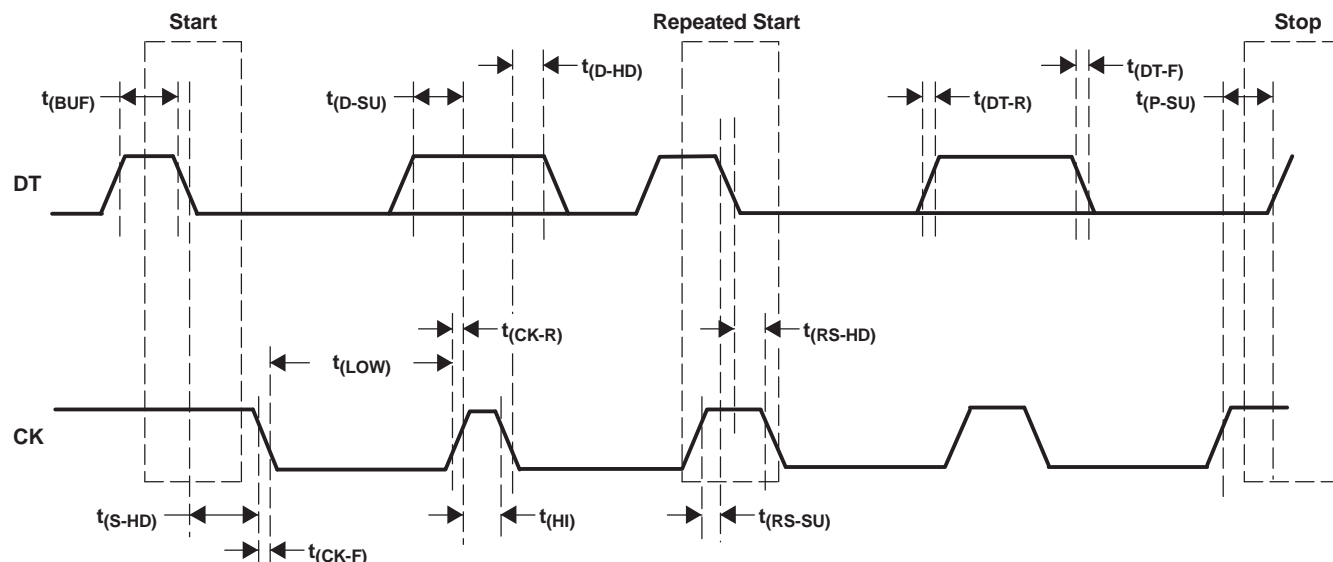 Start
Repeated Start
Stop
t(BUF)
t(D-SU)
t(D-HD)
t(DT-R)
t(DT-F)
t(P-SU)
DT
t(CK-R)
t(LOW)
t(RS-HD)
CK
t(S-HD)
t(CK-F)
t(HI)
t(RS-SU)